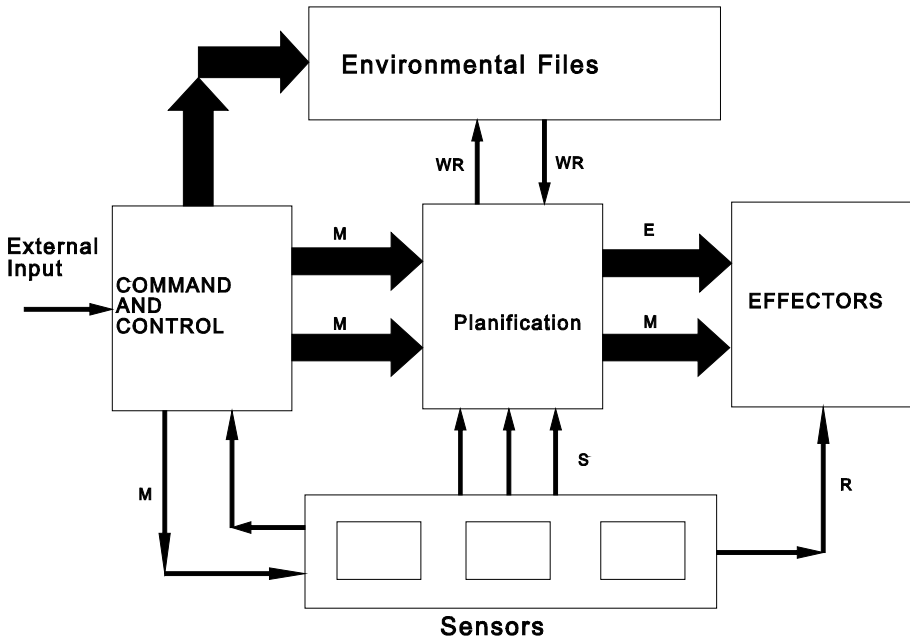 Environmental Files
WR
WR
External
Input
COMMAND
AND
CONTROL
M
M
Planification
E
M
EFFECTORS
M
S
R
Sensors